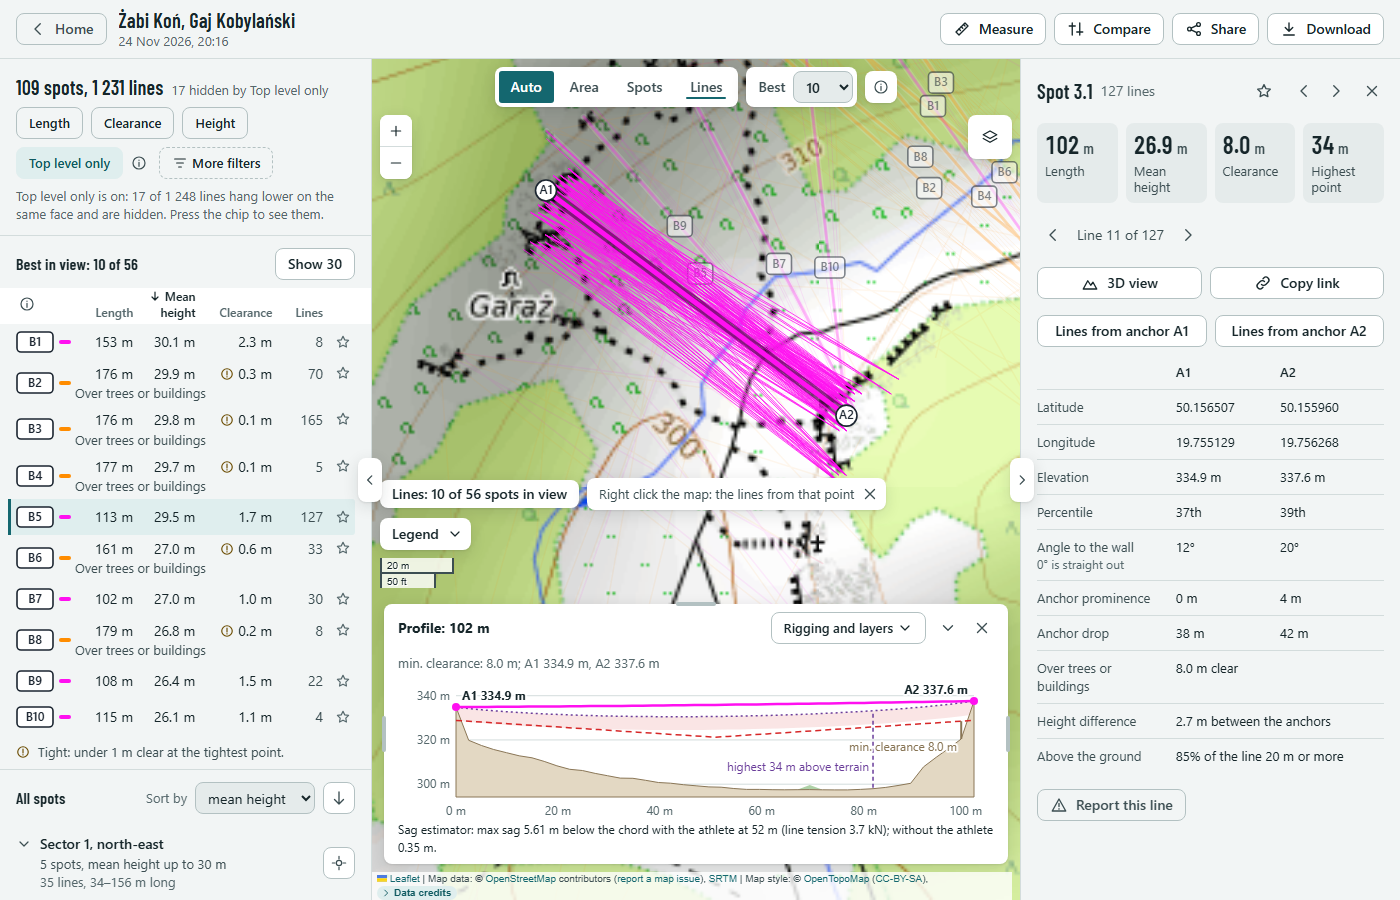 Home
Żabi Koń, Gaj Kobylański
24 Nov 2026, 20:16
Measure
Compare
Share
Download
109 spots, 1 231 lines 17 hidden by Top level only
Length
Clearance
Height
Top level only
More filters
Top level only is on: 17 of 1 248 lines hang lower on the
same face and are hidden. Press the chip to see them.
Best in view: 10 of 56
Show 30
Length
↓ Mean height
Clearance
Lines
B1 153 m 30.1 m 2.3 m 8
B2 176 m 29.9 m 0.3 m 70
Over trees or buildings
B3 176 m 29.8 m 0.1 m 165
Over trees or buildings
B4 177 m 29.7 m 0.1 m 5
Over trees or buildings
B5 113 m 29.5 m 1.7 m 127
B6 161 m 27.0 m 0.6 m 33
Over trees or buildings
B7 102 m 27.0 m 1.0 m 30
B8 179 m 26.8 m 0.2 m 8
Over trees or buildings
B9 108 m 26.4 m 1.5 m 22
B10 115 m 26.1 m 1.1 m 4
Tight: under 1 m clear at the tightest point.
All spots
Sort by
mean height
Sector 1, north-east
5 spots, mean height up to 30 m
35 lines, 34–156 m long
Auto
Area
Spots
Lines
Best
10
+
−
310
B3
B1
B8
B6
B2
B4
B9
B5
B7
B10
A1
A2
Garaż
300
Lines: 10 of 56 spots in view
Right click the map: the lines from that point
Legend
20 m
50 ft
Profile: 102 m
Rigging and layers
min. clearance: 8.0 m; A1 334.9 m, A2 337.6 m
340 m
320 m
300 m
A1 334.9 m
A2 337.6 m
min. clearance 8.0 m
highest 34 m above terrain
0 m
20 m
40 m
60 m
80 m
100 m
Sag estimator: max sag 5.61 m below the chord with the athlete at 52 m (line tension 3.7 kN); without the athlete
0.35 m.
Leaflet | Map data: © OpenStreetMap contributors (report a map issue), SRTM | Map style: © OpenTopoMap (CC-BY-SA),
Data credits
Spot 3.1 127 lines
102 m
Length
26.9 m
Mean height
8.0 m
Clearance
34 m
Highest point
Line 11 of 127
3D view
Copy link
Lines from anchor A1
Lines from anchor A2
A1 A2
Latitude 50.156507 50.155960
Longitude 19.755129 19.756268
Elevation 334.9 m 337.6 m
Percentile 37th 39th
Angle to the wall 12° 20°
0° is straight out
Anchor prominence 0 m 4 m
Anchor drop 38 m 42 m
Over trees or buildings 8.0 m clear
Height difference 2.7 m between the anchors
Above the ground 85% of the line 20 m or more
Report this line